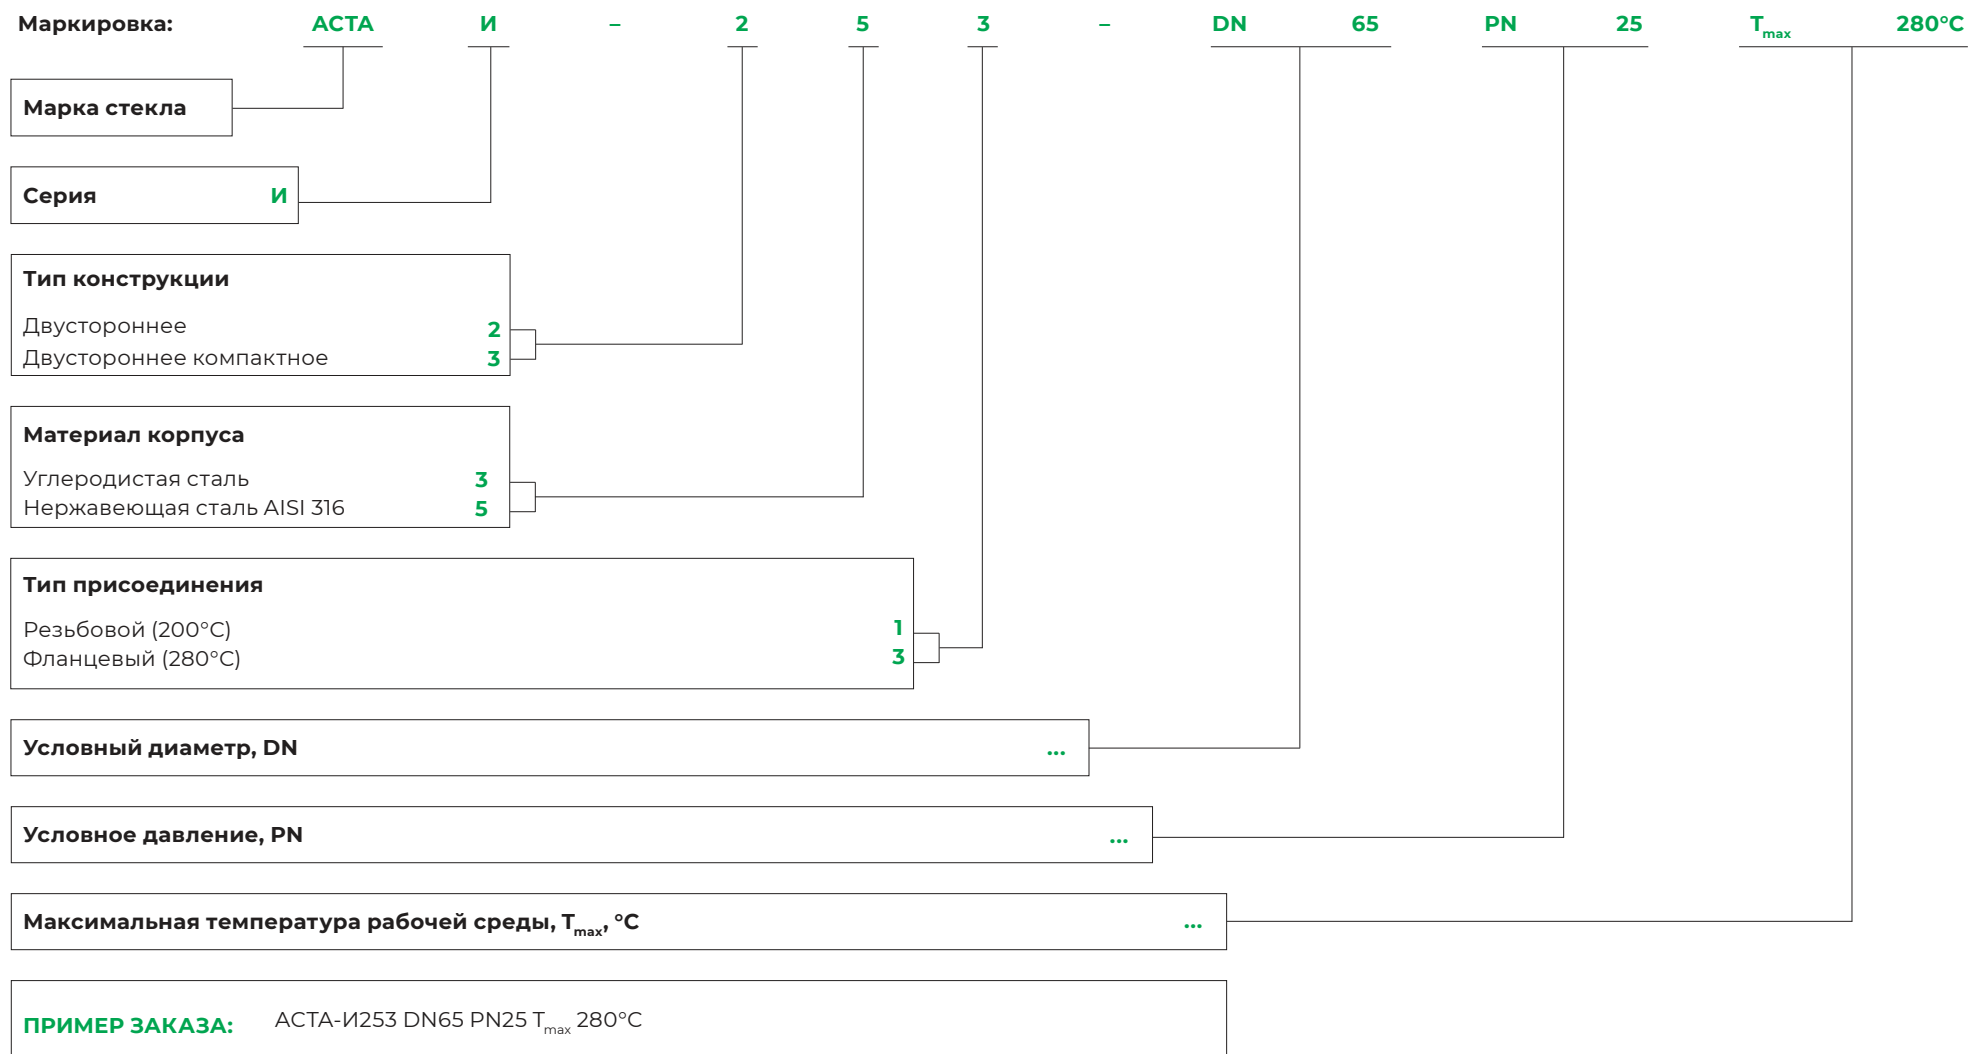 Маркировка: АСТА И – 2 5 3 – DN 65 PN 25 Tmax 280°C
Марка стекла
Серия И
Тип конструкции
Двустороннее 2
Двустороннее компактное 3
Материал корпуса
Углеродистая сталь 3
Нержавеющая сталь AISI 316 5
Тип присоединения
Резьбовой (200°C) 1
Фланцевый (280°C) 3
Условный диаметр, DN ...
Условное давление, PN ...
Максимальная температура рабочей среды, Tmax, °C ...
ПРИМЕР ЗАКАЗА: АСТА-И253 DN65 PN25 Tmax 280°C